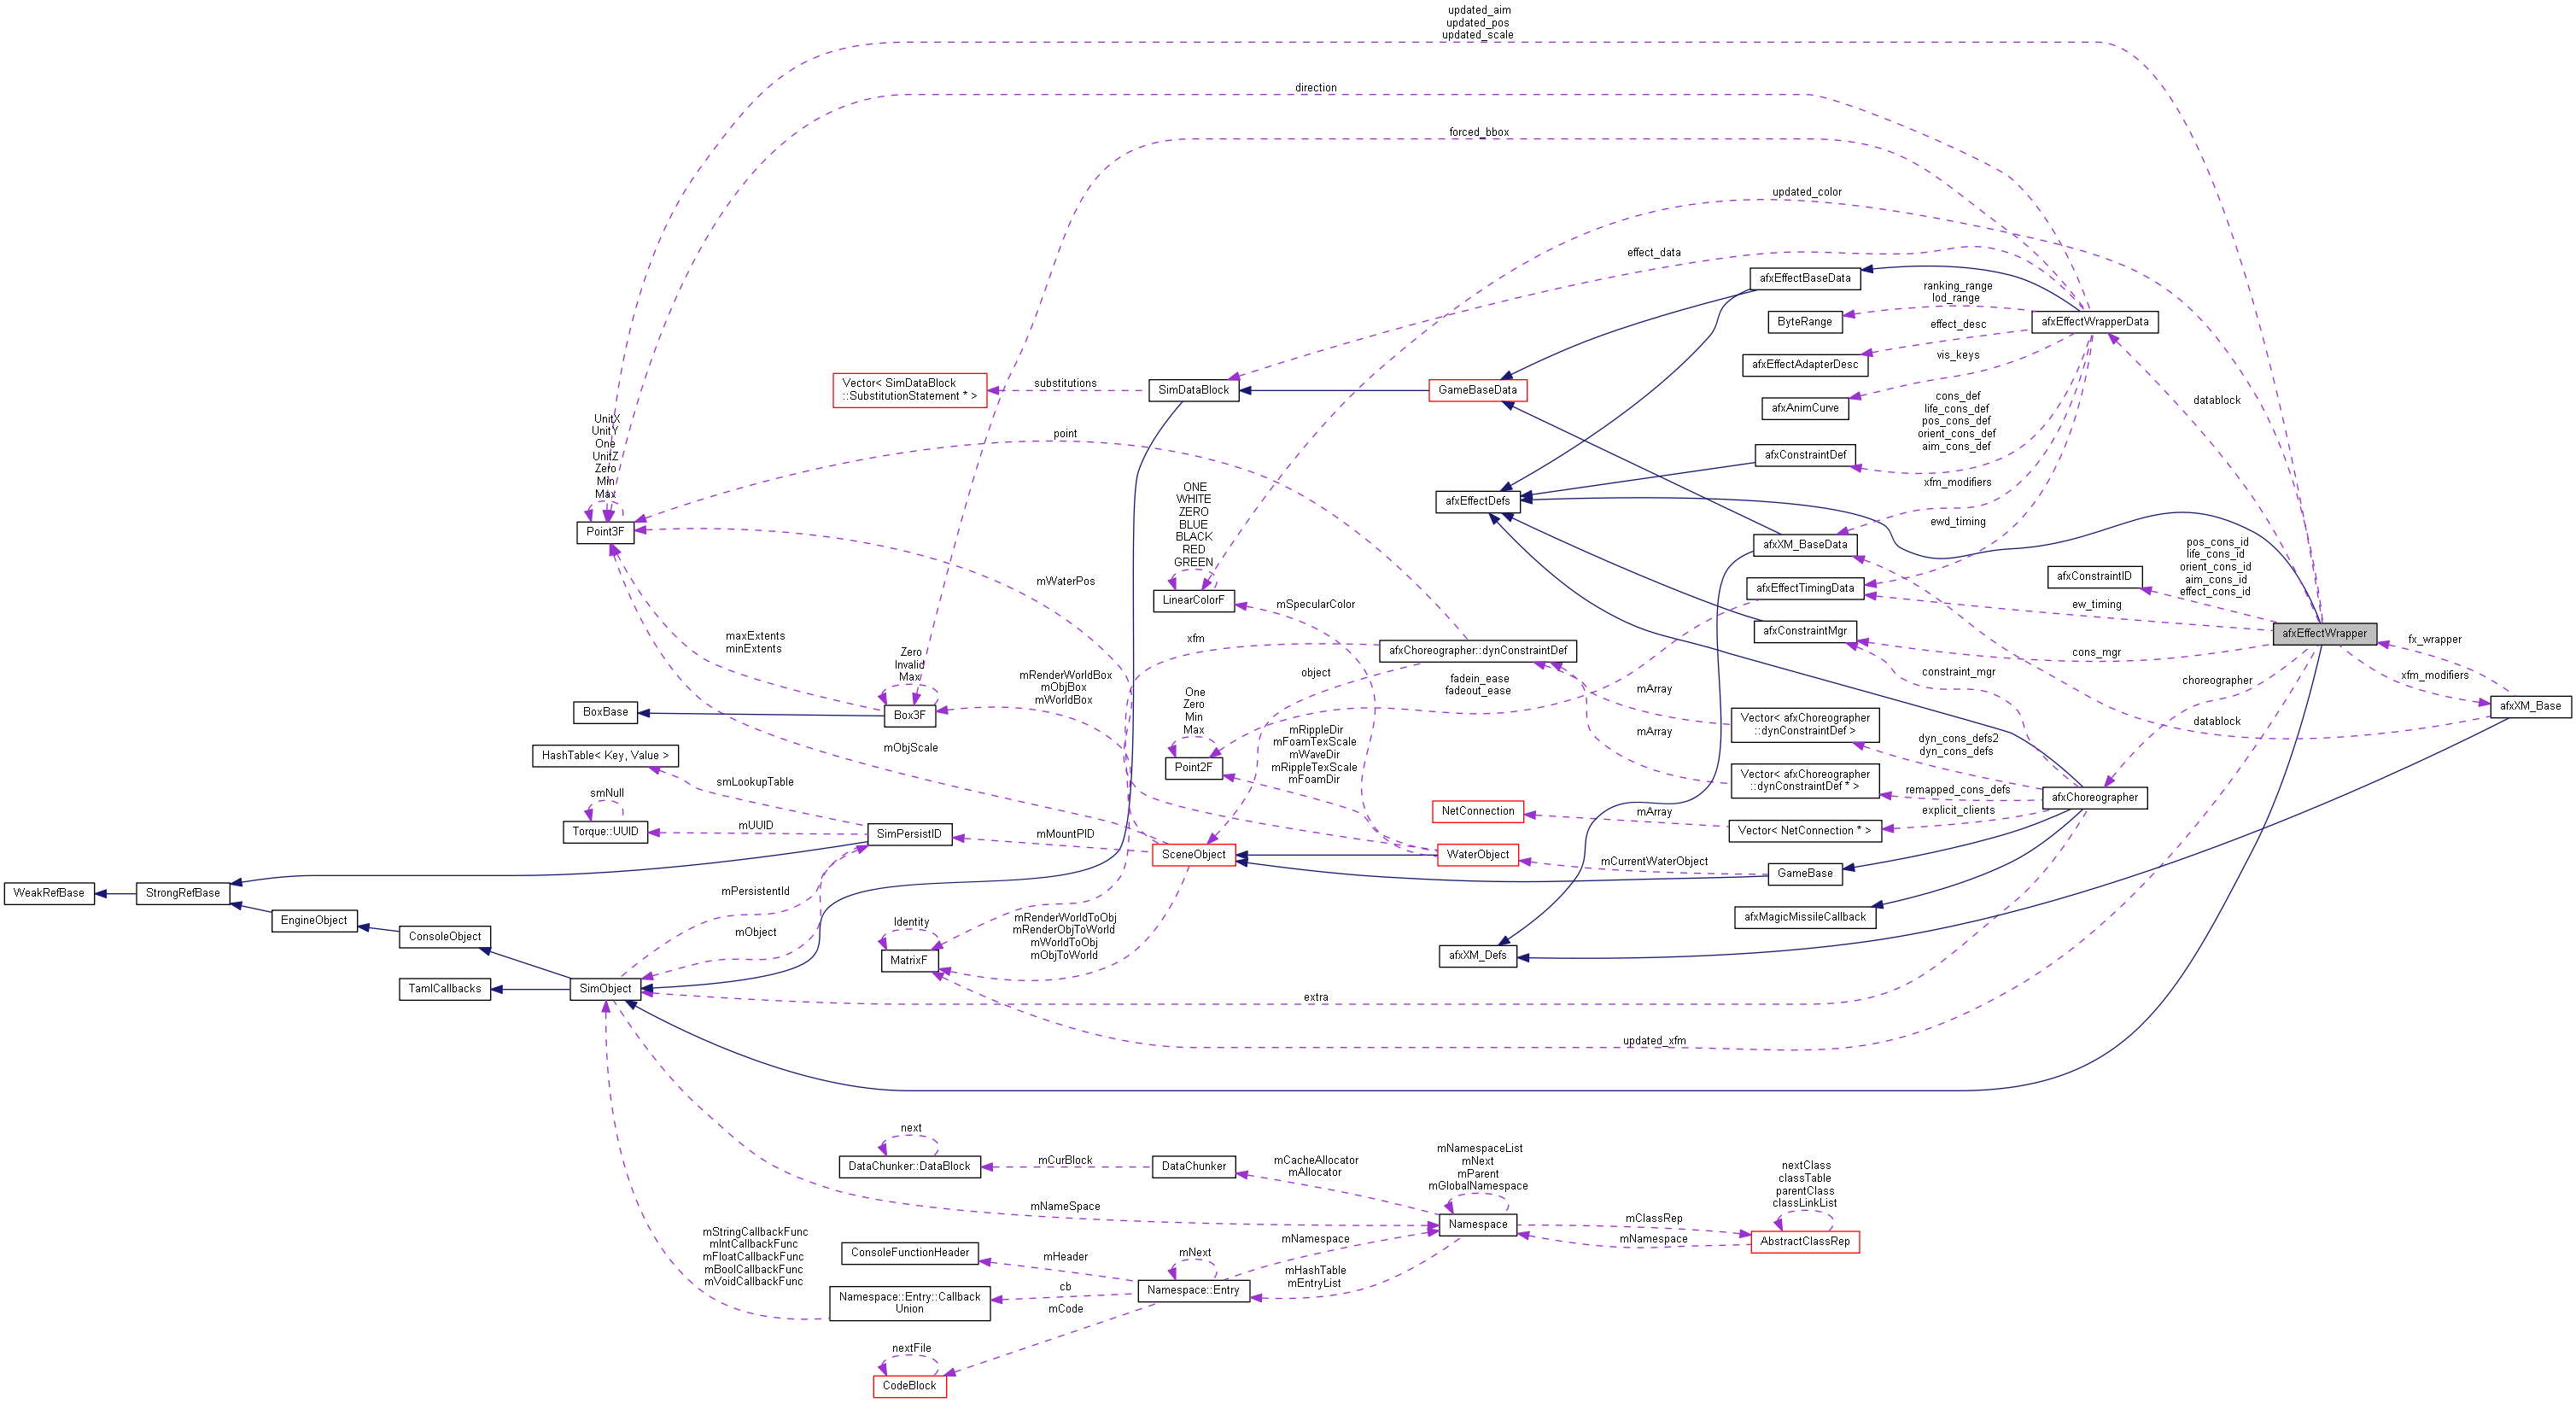 updated_aim
updated_pos
updated_scale
direction
forced_bbox
updated_color
effect_data
afxEffectBaseData
ranking_range
lod_range
ByteRange
afxEffectWrapperData
effect_desc
vis_keys
afxEffectAdapterDesc
Vector< SimDataBlock
::SubstitutionStatement * >
substitutions
SimDataBlock
GameBaseData
afxAnimCurve
cons_def
life_cons_def
pos_cons_def
orient_cons_def
aim_cons_def
datablock
UnitX
UnitY
One
UnitZ
Zero
Min
Max
Point3F
point
afxConstraintDef
xfm_modifiers
afxEffectDefs
ONE
WHITE
ZERO
BLUE
BLACK
RED
GREEN
LinearColorF
ewd_timing
afxXM_BaseData
pos_cons_id
life_cons_id
orient_cons_id
aim_cons_id
effect_cons_id
afxConstraintID
mWaterPos
afxEffectTimingData
mSpecularColor
ew_timing
afxEffectWrapper
afxConstraintMgr
maxExtents
minExtents
xfm
afxChoreographer::dynConstraintDef
fx_wrapper
cons_mgr
Zero
Invalid
Max
Box3F
mRenderWorldBox
mObjBox
mWorldBox
object
fadein_ease
fadeout_ease
constraint_mgr
choreographer
xfm_modifiers
afxXM_Base
BoxBase
One
Zero
Min
Max
Point2F
mArray
Vector< afxChoreographer
::dynConstraintDef >
datablock
HashTable< Key, Value >
mObjScale
mRippleDir
mFoamTexScale
mWaveDir
mRippleTexScale
mFoamDir
mArray
dyn_cons_defs2
dyn_cons_defs
Vector< afxChoreographer
::dynConstraintDef * >
remapped_cons_defs
afxChoreographer
smLookupTable
smNull
Torque::UUID
mUUID
SimPersistID
mMountPID
NetConnection
mArray
explicit_clients
Vector< NetConnection * >
SceneObject
WaterObject
mCurrentWaterObject
GameBase
WeakRefBase
StrongRefBase
mPersistentId
EngineObject
ConsoleObject
mObject
Identity
MatrixF
mRenderWorldToObj
mRenderObjToWorld
mWorldToObj
mObjToWorld
afxMagicMissileCallback
afxXM_Defs
TamlCallbacks
SimObject
extra
updated_xfm
next
DataChunker::DataBlock
mCurBlock
DataChunker
mCacheAllocator
mAllocator
mNamespaceList
mNext
mParent
mGlobalNamespace
nextClass
classTable
parentClass
classLinkList
mNameSpace
Namespace
mClassRep
mNamespace
AbstractClassRep
mStringCallbackFunc
mIntCallbackFunc
mFloatCallbackFunc
mBoolCallbackFunc
mVoidCallbackFunc
ConsoleFunctionHeader
mHeader
mNext
mNamespace
Namespace::Entry
mHashTable
mEntryList
Namespace::Entry::Callback
Union
cb
mCode
nextFile
CodeBlock